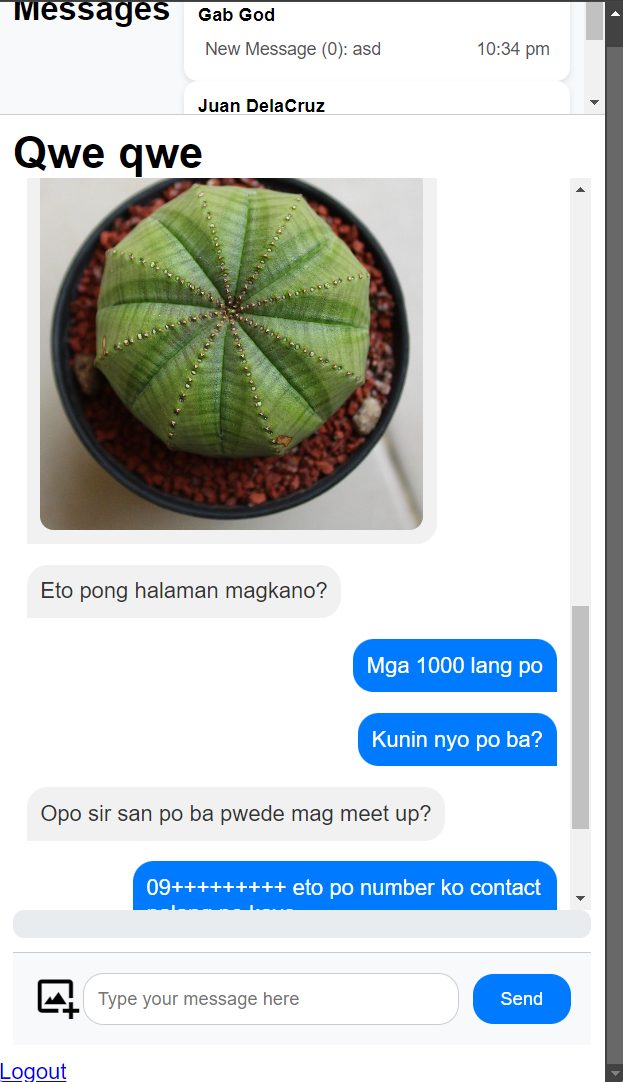 Messages
Gab God
New Message (0): asd 10:34 pm
Juan DelaCruz
Qwe qwe
Eto pong halaman magkano?
Mga 1000 lang po
Kunin nyo po ba?
Opo sir san po ba pwede mag meet up?
09+++++++++ eto po number ko contact
Type your message here
Send
Logout